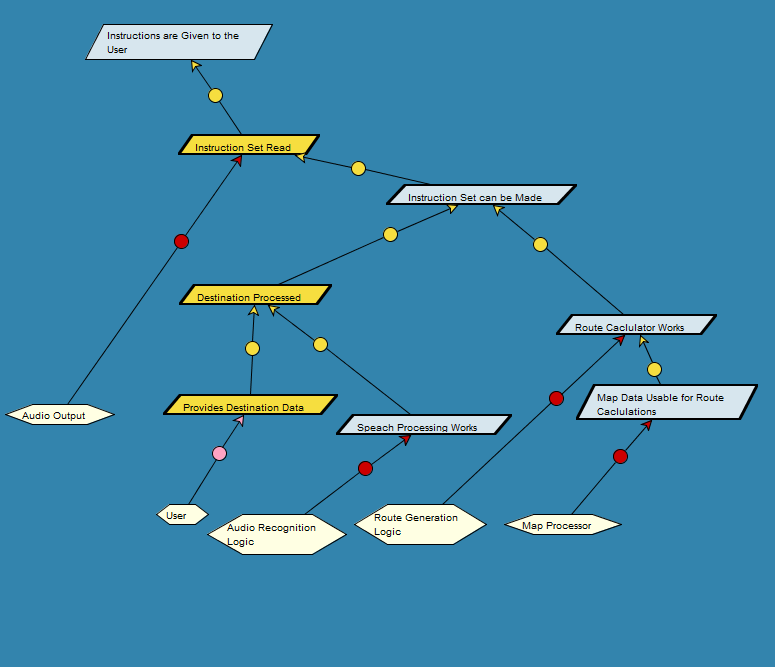 Instructions are Given to the
User
Instruction Set Read
Instruction Set can be Made
Destination Processed
Route Caclulator Works
Provides Destination Data
Map Data Usable for Route
Caclulations
Audio Output
Speach Processing Works
User
Audio Recognition
Logic
Route Generation
Logic
Map Processor